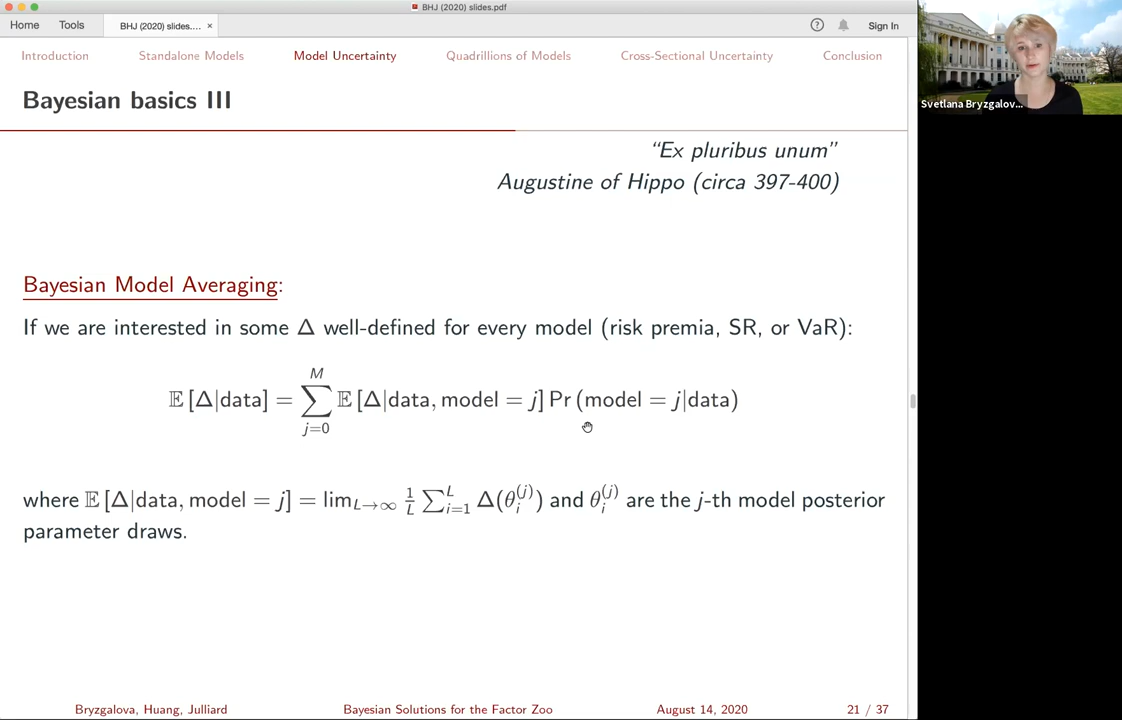 BHJ (2020) slides.pdf
Home Tools BHJ (2020) slides.... × Sign In
Introduction Standalone Models Model Uncertainty Quadrillions of Models Cross-Sectional Uncertainty Conclusion
Svetlana Bryzgalov...
Bayesian basics III
“Ex pluribus unum”
Augustine of Hippo (circa 397-400)
Bayesian Model Averaging:
If we are interested in some Δ well-defined for every model (risk premia, SR, or VaR):
𝔼 [Δ|data] = ∑_{j=0}^{M} 𝔼 [Δ|data, model = j] Pr (model = j|data)
where 𝔼 [Δ|data, model = j] = lim_{L→∞} 1/L ∑_{i=1}^{L} Δ(θ_i^{(j)}) and θ_i^{(j)} are the j-th model posterior
parameter draws.
Bryzgalova, Huang, Julliard Bayesian Solutions for the Factor Zoo August 14, 2020 21 / 37